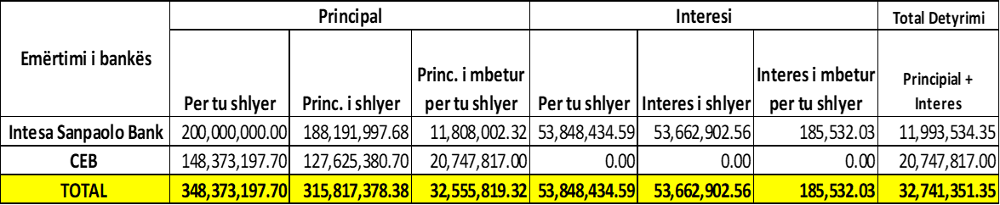 Emërtimi i bankës Principal Interesi Total Detyrimi
Per tu shlyer Princ. i shlyer Princ. i mbetur per tu shlyer Per tu shlyer Interes i shlyer Interes i mbetur per tu shlyer Principial + Interes
Intesa Sanpaolo Bank 200,000,000.00 188,191,997.68 11,808,002.32 53,848,434.59 53,662,902.56 185,532.03 11,993,534.35
CEB 148,373,197.70 127,625,380.70 20,747,817.00 0.00 0.00 0.00 20,747,817.00
TOTAL 348,373,197.70 315,817,378.38 32,555,819.32 53,848,434.59 53,662,902.56 185,532.03 32,741,351.35